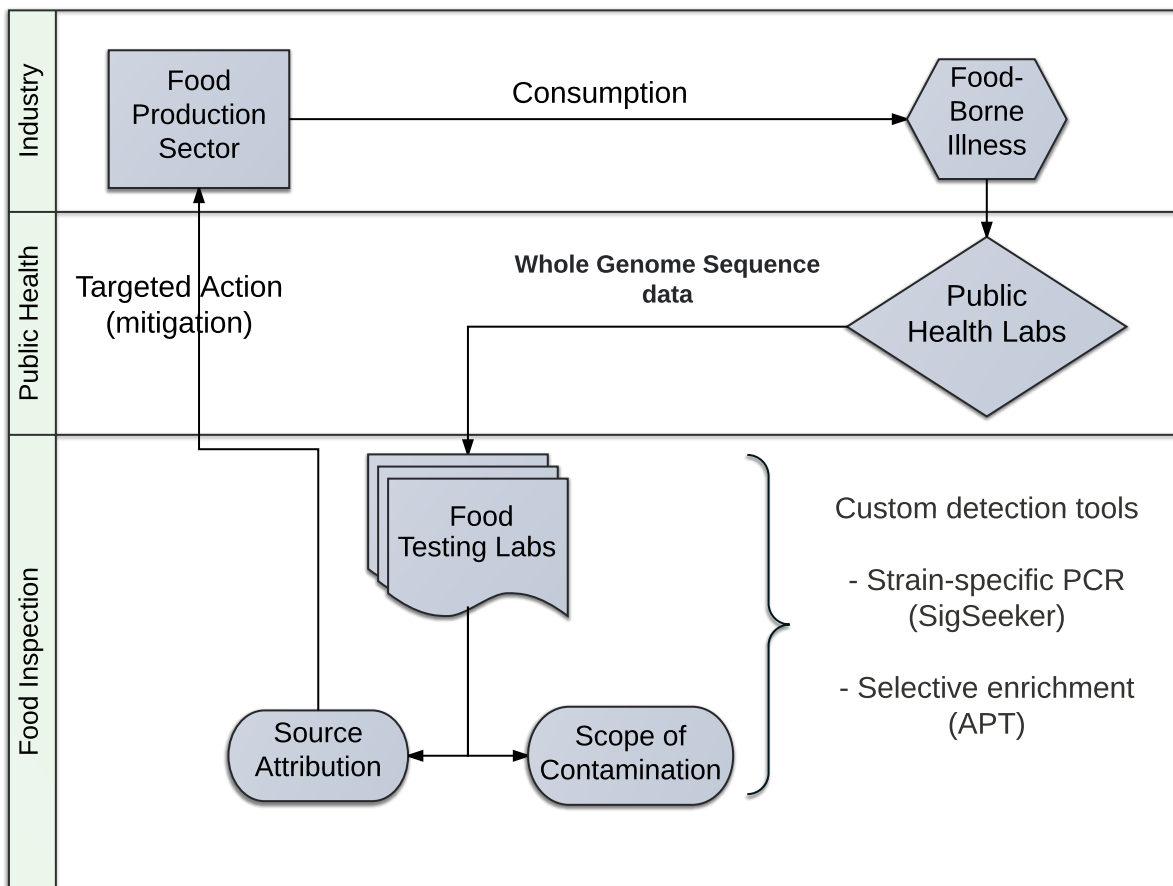 Industry
Food
Production
Sector
Consumption
Food-
Borne
Illness
Public Health
Targeted Action
(mitigation)
Whole Genome Sequence
data
Public
Health Labs
Food Inspection
Food
Testing Labs
Source
Attribution
Scope of
Contamination
Custom detection tools
- Strain-specific PCR
(SigSeeker)
- Selective enrichment
(APT)